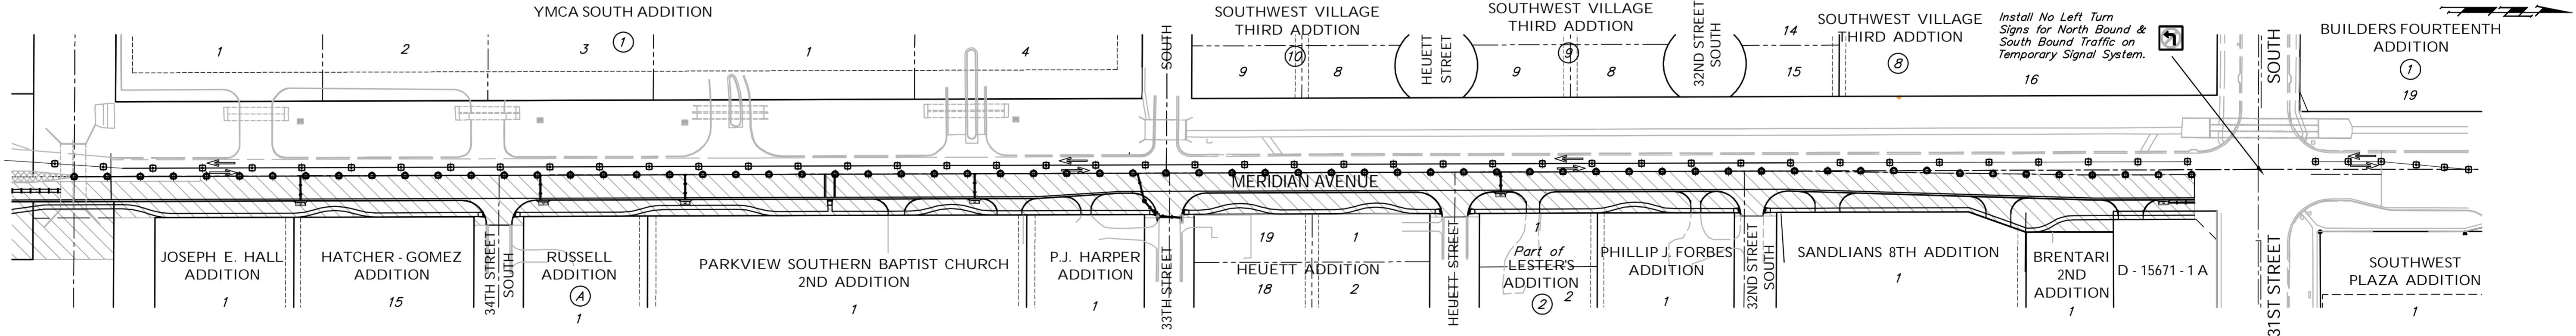 YMCA SOUTH ADDITION
1
2
3
1
1
4
SOUTH
SOUTHWEST VILLAGE
THIRD ADDTION
10
9
8
HEUETT
STREET
SOUTHWEST VILLAGE
THIRD ADDTION
9
9
8
32ND STREET
SOUTH
14
15
SOUTHWEST VILLAGE
THIRD ADDTION
8
16
Install No Left Turn
Signs for North Bound &
South Bound Traffic on
Temporary Signal System.
SOUTH
BUILDERS FOURTEENTH
ADDITION
1
19
MERIDIAN AVENUE
JOSEPH E. HALL
ADDITION
1
HATCHER - GOMEZ
ADDITION
15
34TH STREET
SOUTH
RUSSELL
ADDITION
A
1
PARKVIEW SOUTHERN BAPTIST CHURCH
2ND ADDITION
1
P.J. HARPER
ADDITION
1
33TH STREET
19
1
HEUETT ADDITION
18
2
HEUETT STREET
1
Part of
LESTER'S
ADDITION
2
2
PHILLIP J. FORBES
ADDITION
1
32ND STREET
SOUTH
SANDLIANS 8TH ADDITION
1
BRENTARI
2ND
ADDITION
1
D - 15671 - 1 A
31ST STREET
SOUTHWEST
PLAZA ADDITION
1